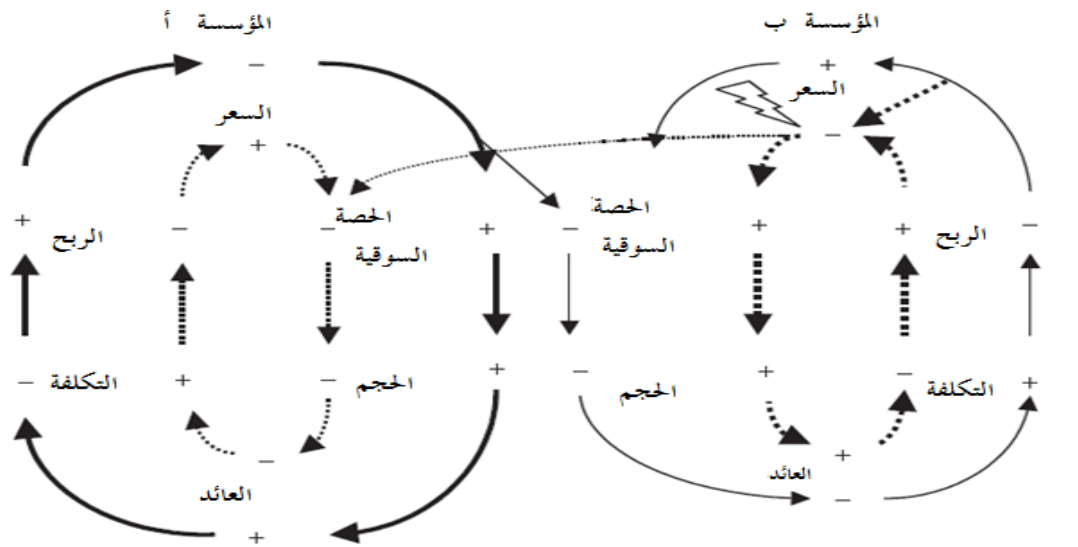 المؤسسة أ
المؤسسة ب
− +
السعر السعر
+ −
الحصة الحصة
+ − − + − + + −
الربح السوقية السوقية الربح
− التكلفة + − الحجم + − الحجم + − التكلفة +
− +
العائد العائد
+ −